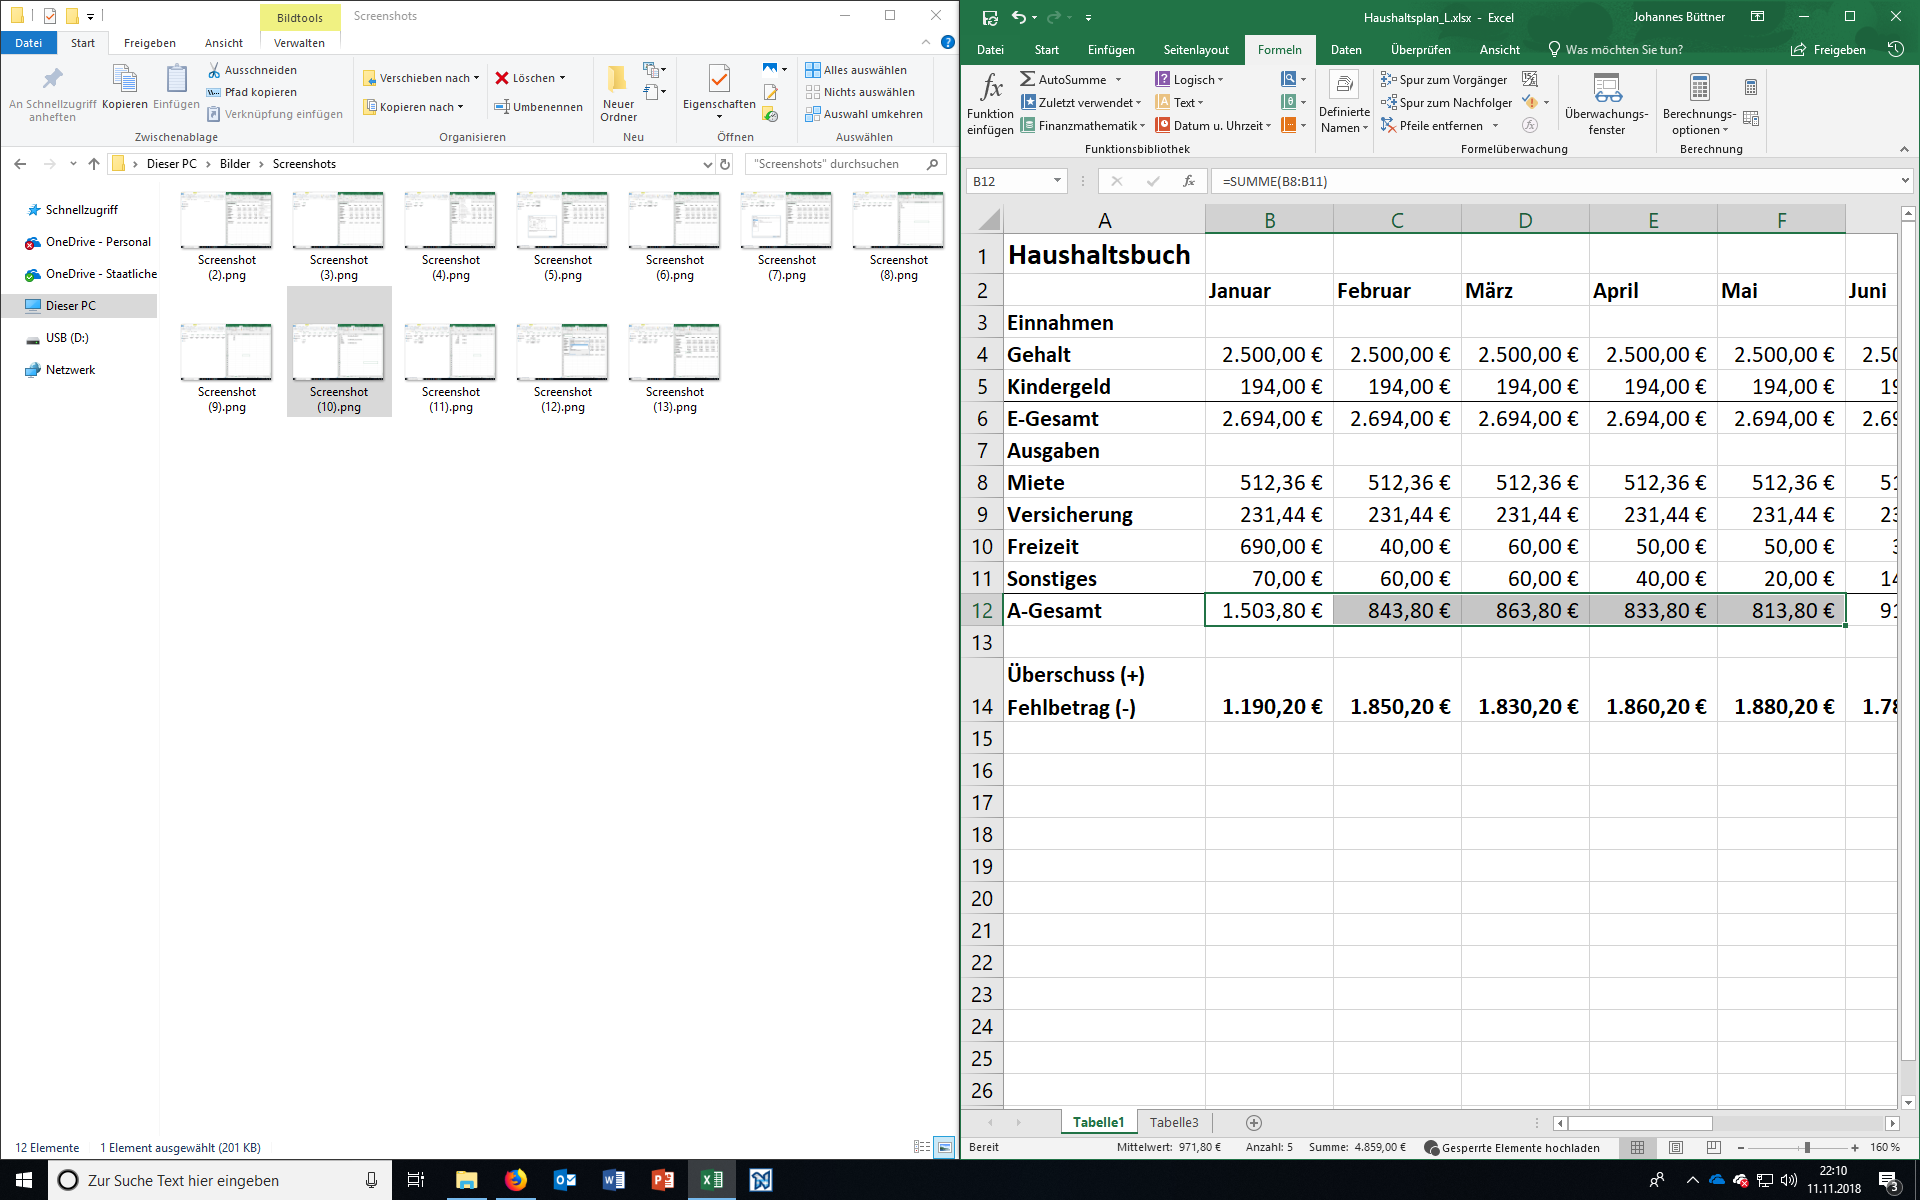 Bildtools
Screenshots
Datei
Start
Freigeben
Ansicht
Verwalten
An Schnellzugriff anheften
Kopieren
Einfügen
Ausschneiden
Pfad kopieren
Verknüpfung einfügen
Zwischenablage
Verschieben nach
Kopieren nach
Löschen
Umbenennen
Organisieren
Neuer Ordner
Neu
Eigenschaften
Öffnen
Alles auswählen
Nichts auswählen
Auswahl umkehren
Auswählen
Dieser PC
Bilder
Screenshots
"Screenshots" durchsuchen
Schnellzugriff
OneDrive - Personal
OneDrive - Staatliche
Dieser PC
USB (D:)
Netzwerk
Screenshot (2).png
Screenshot (3).png
Screenshot (4).png
Screenshot (5).png
Screenshot (6).png
Screenshot (7).png
Screenshot (8).png
Screenshot (9).png
Screenshot (10).png
Screenshot (11).png
Screenshot (12).png
Screenshot (13).png
12 Elemente
1 Element ausgewählt (201 KB)
Haushaltsplan_L.xlsx - Excel
Johannes Büttner
Datei
Start
Einfügen
Seitenlayout
Formeln
Daten
Überprüfen
Ansicht
Was möchten Sie tun?
Freigeben
fx
Funktion einfügen
AutoSumme
Zuletzt verwendet
Finanzmathematik
Logisch
Text
Datum u. Uhrzeit
Funktionsbibliothek
Definierte Namen
Spur zum Vorgänger
Spur zum Nachfolger
Pfeile entfernen
Formelüberwachung
Überwachungs- fenster
Berechnungs- optionen
Berechnung
B12
fx
=SUMME(B8:B11)
A B C D E F
1 Haushaltsbuch
2 Januar Februar März April Mai Juni
3 Einnahmen
4 Gehalt 2.500,00 € 2.500,00 € 2.500,00 € 2.500,00 € 2.500,00 € 2.50
5 Kindergeld 194,00 € 194,00 € 194,00 € 194,00 € 194,00 € 19
6 E-Gesamt 2.694,00 € 2.694,00 € 2.694,00 € 2.694,00 € 2.694,00 € 2.69
7 Ausgaben
8 Miete 512,36 € 512,36 € 512,36 € 512,36 € 512,36 € 51
9 Versicherung 231,44 € 231,44 € 231,44 € 231,44 € 231,44 € 23
10 Freizeit 690,00 € 40,00 € 60,00 € 50,00 € 50,00 €
11 Sonstiges 70,00 € 60,00 € 60,00 € 40,00 € 20,00 € 14
12 A-Gesamt 1.503,80 € 843,80 € 863,80 € 833,80 € 813,80 € 91
13
Überschuss (+)
14 Fehlbetrag (-) 1.190,20 € 1.850,20 € 1.830,20 € 1.860,20 € 1.880,20 € 1.78
15
16
17
18
19
20
21
22
23
24
25
26
Tabelle1
Tabelle3
Bereit
Mittelwert: 971,80 €
Anzahl: 5
Summe: 4.859,00 €
Gesperrte Elemente hochladen
160 %
Zur Suche Text hier eingeben
22:10
11.11.2018
3